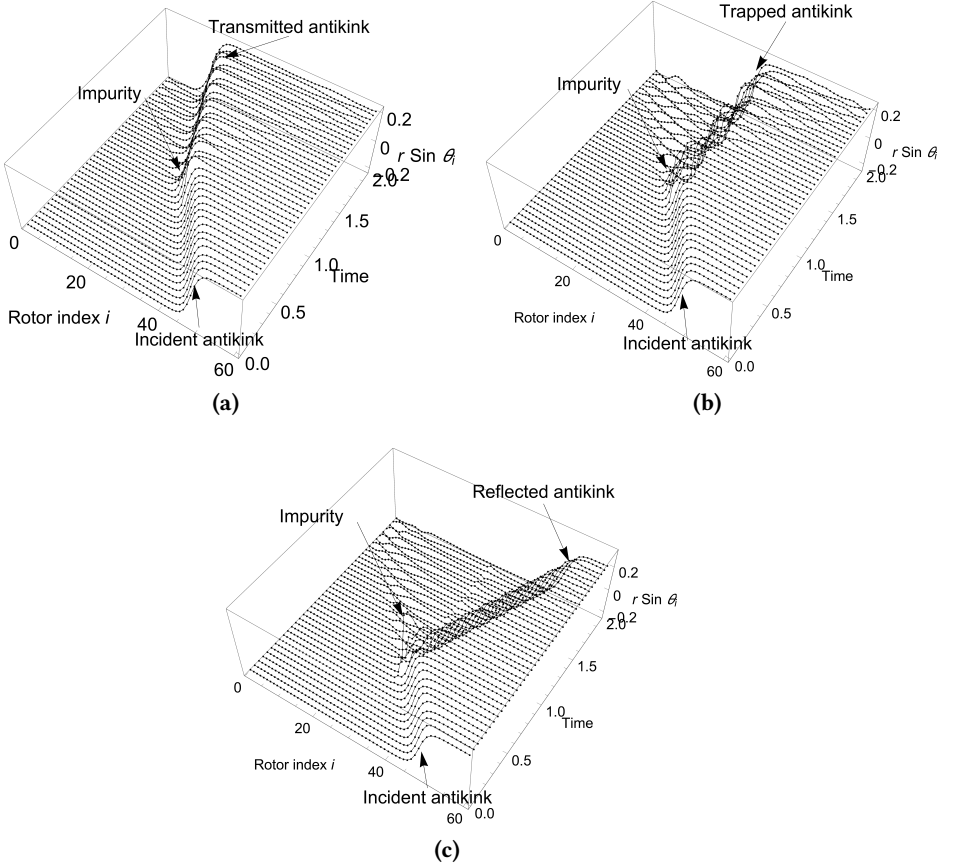 Transmitted antikink
Impurity
0.2
0
-0.2
r Sin θi
2.0
1.5
1.0
Time
0.5
0.0
0
20
40
60
Rotor index i
Incident antikink
(a)
Trapped antikink
Impurity
0.2
0
-0.2
r Sin θi
2.0
1.5
1.0
Time
0.5
0.0
0
20
40
60
Rotor index i
Incident antikink
(b)
Reflected antikink
Impurity
0.2
0
-0.2
r Sin θi
2.0
1.5
1.0
Time
0.5
0.0
0
20
40
60
Rotor index i
Incident antikink
(c)